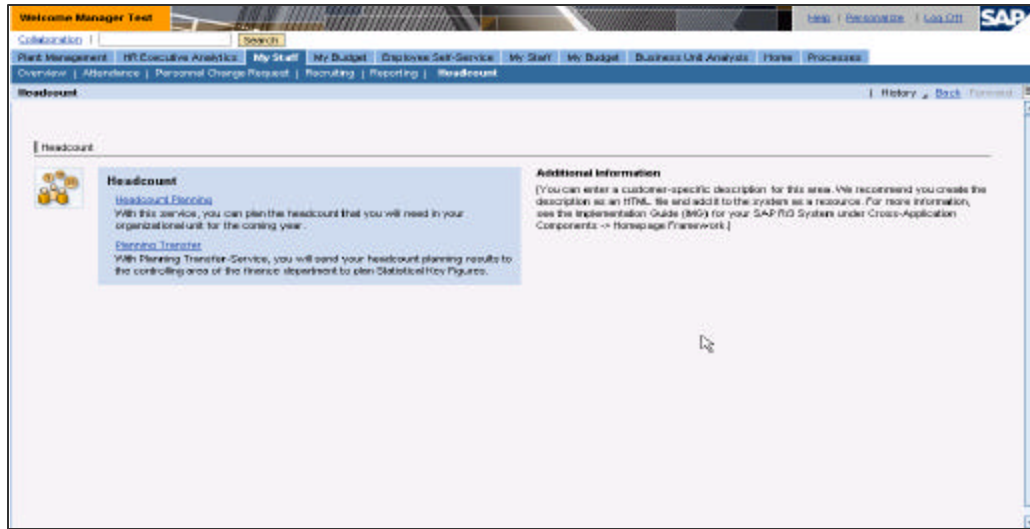 Welcome Manager Test
Help | Personalize | Log Off
SAP
Collaboration |
Search
Plant Management HR Executive Analytics My Staff My Budget Employee Self-Service My Staff My Budget Business Unit Analysis Home Processes
Overview | Attendance | Personnel Change Request | Recruiting | Reporting | Headcount
Headcount | History Back Forward
Headcount
Headcount
Headcount Planning
With this service, you can plan the headcount that you will need in your
organizational unit for the coming year.
Planning Transfer
With Planning Transfer-Service, you will send your headcount planning results to
the controlling area of the finance department to plan Statistical Key Figures.
Additional Information
[You can enter a customer-specific description for this area. We recommend you create the
description as an HTML file and add it to the system as a resource. For more information,
see the Implementation Guide (IMG) for your SAP R/3 System under Cross-Application
Components -> Homepage Framework.]